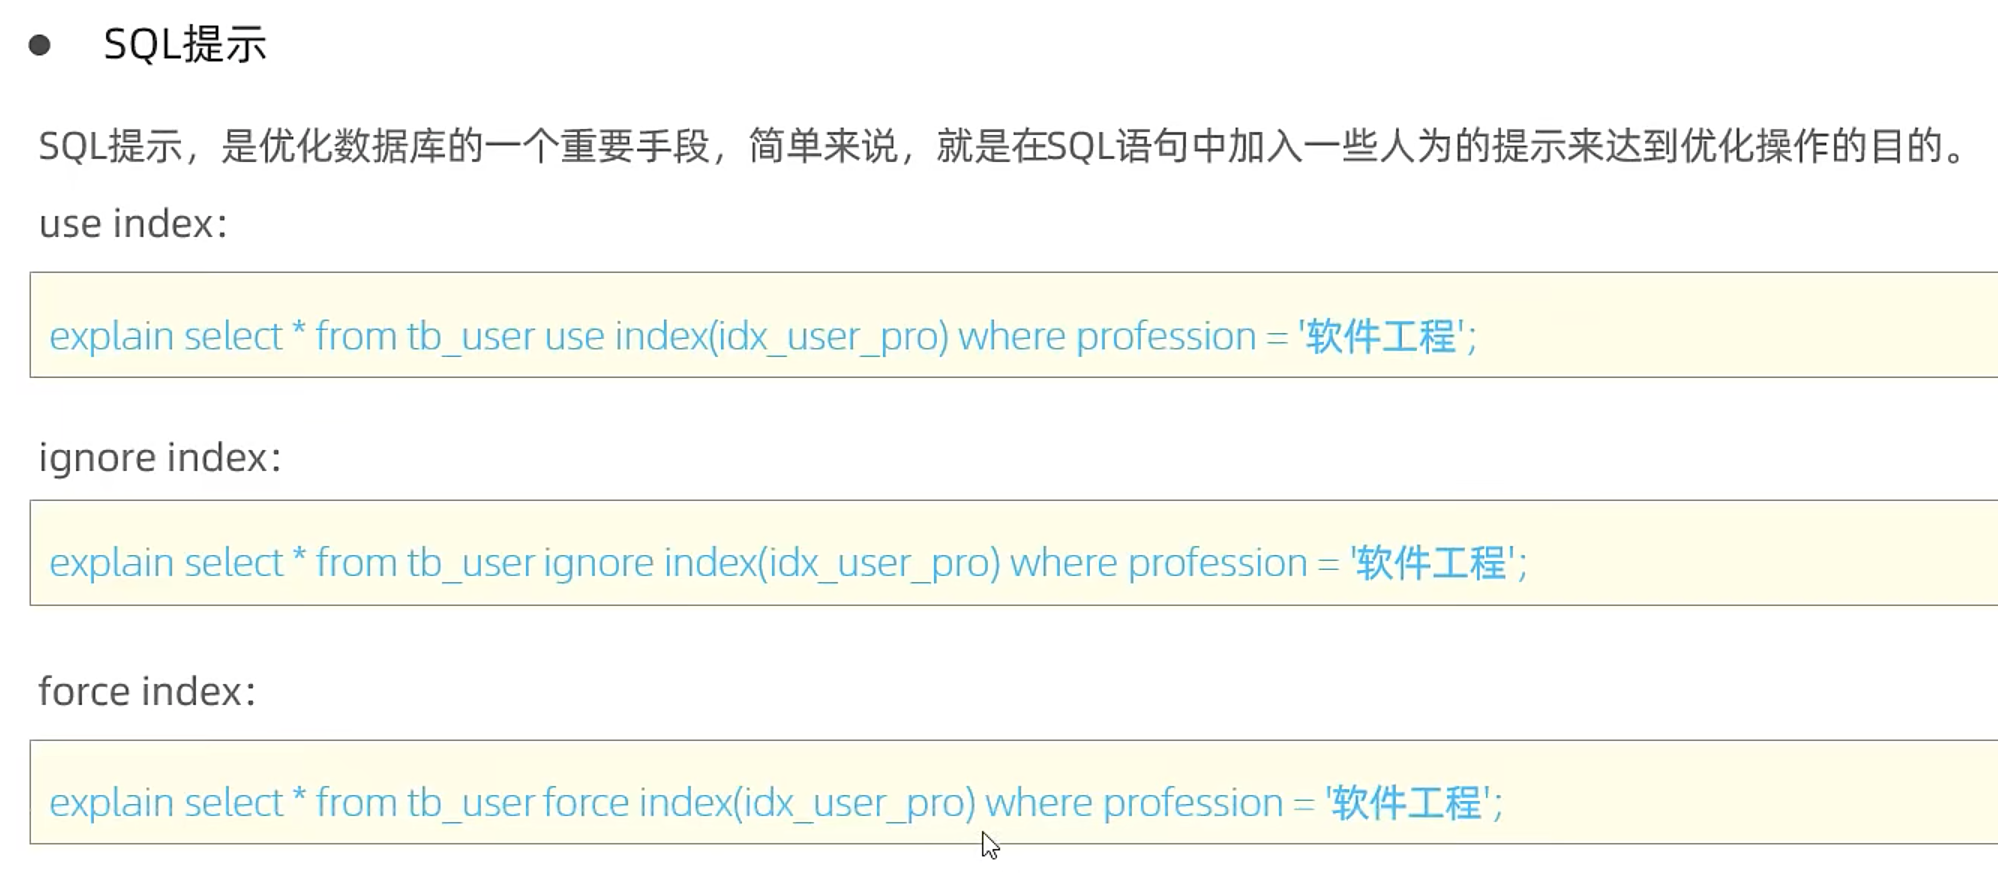 SQL提示
SQL提示，是优化数据库的一个重要手段，简单来说，就是在SQL语句中加入一些人为的提示来达到优化操作的目的。
use index：
explain select * from tb_user use index(idx_user_pro) where profession = '软件工程';
ignore index：
explain select * from tb_user ignore index(idx_user_pro) where profession = '软件工程';
force index：
explain select * from tb_user force index(idx_user_pro) where profession = '软件工程';